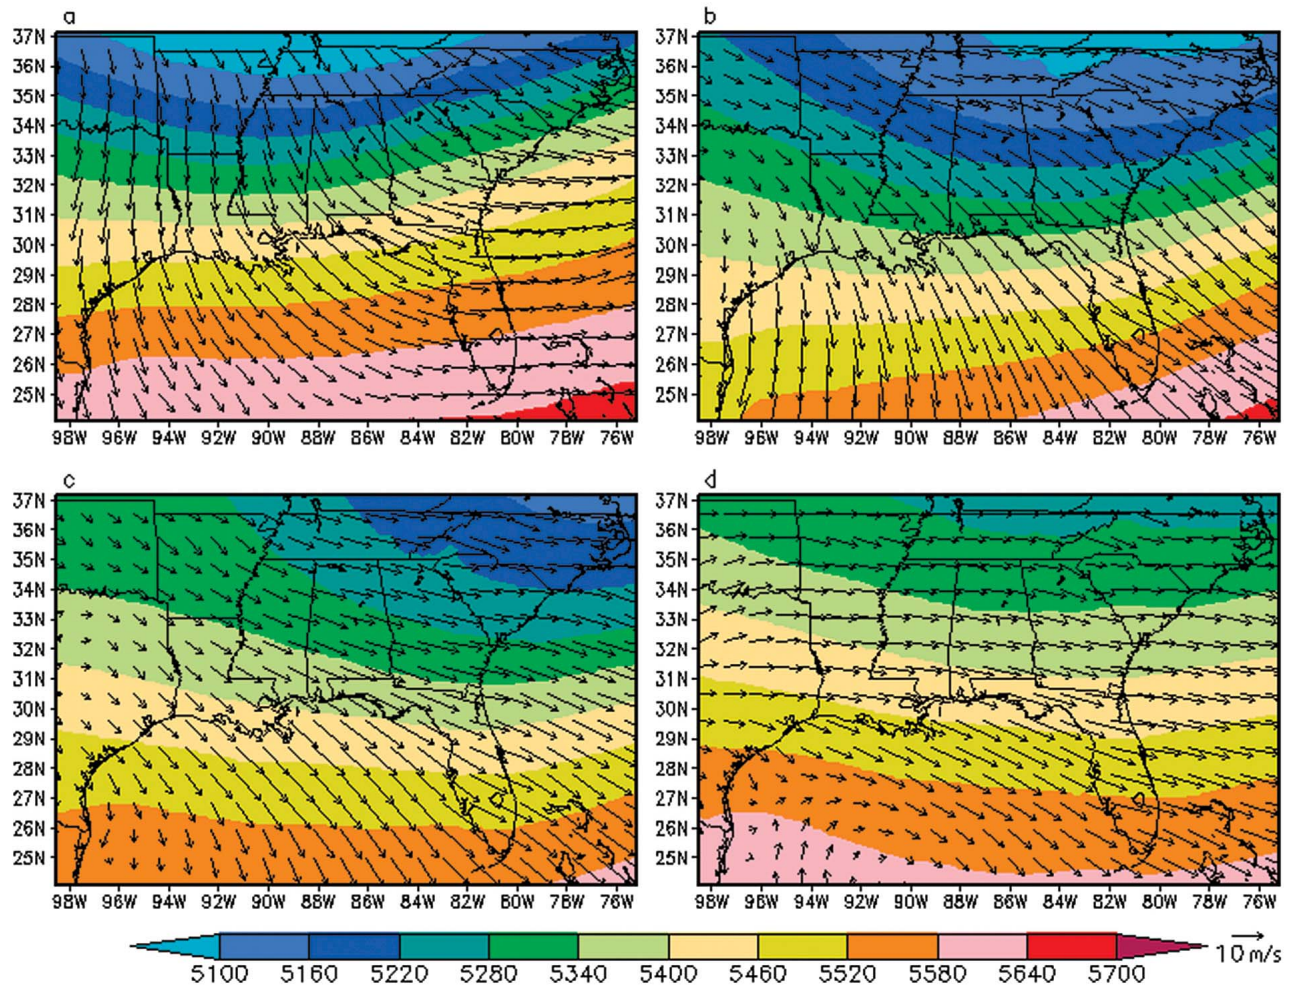 a
37N
36N
35N
34N
33N
32N
31N
30N
29N
28N
27N
26N
25N
98W 96W 94W 92W 90W 88W 86W 84W 82W 80W 78W 76W
b
37N
36N
35N
34N
33N
32N
31N
30N
29N
28N
27N
26N
25N
98W 96W 94W 92W 90W 88W 86W 84W 82W 80W 78W 76W
c
37N
36N
35N
34N
33N
32N
31N
30N
29N
28N
27N
26N
25N
98W 96W 94W 92W 90W 88W 86W 84W 82W 80W 78W 76W
d
37N
36N
35N
34N
33N
32N
31N
30N
29N
28N
27N
26N
25N
98W 96W 94W 92W 90W 88W 86W 84W 82W 80W 78W 76W
5100 5160 5220 5280 5340 5400 5460 5520 5580 5640 5700
10 m/s